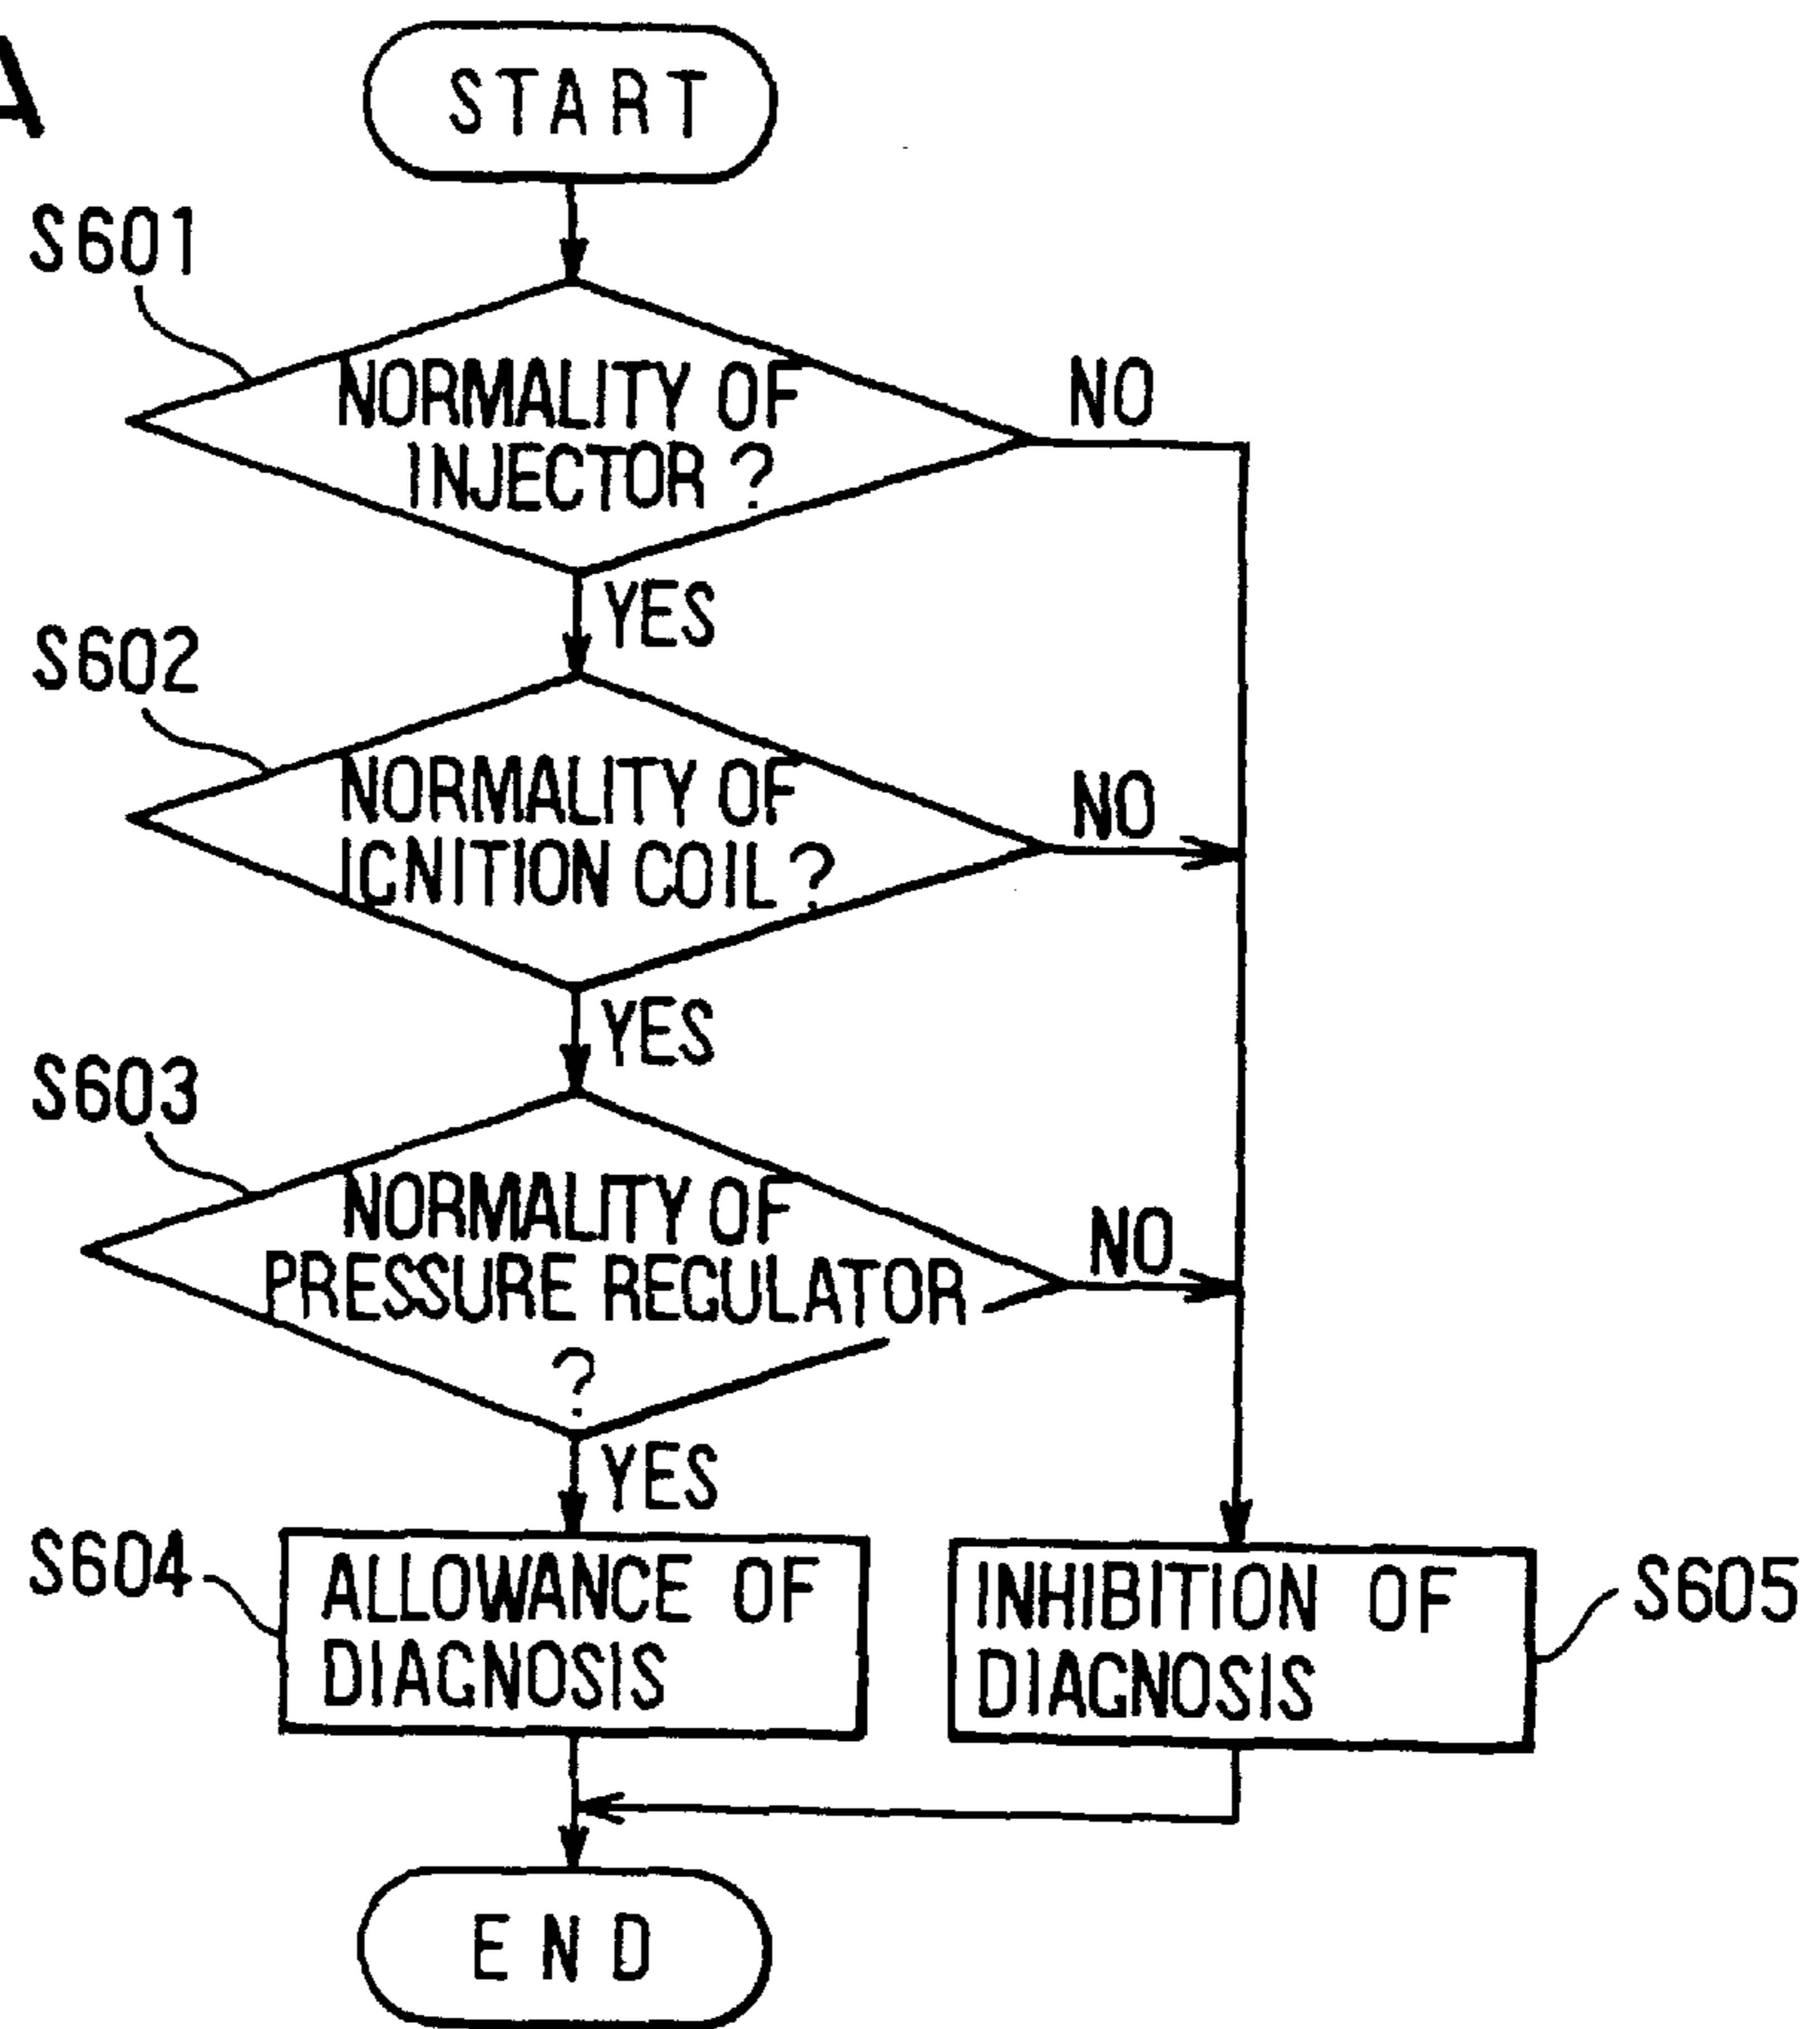 A
START
S601
NORMALITY OF
INJECTOR ?
NO
YES
S602
NORMALITY OF
IGNITION COIL ?
NO
YES
S603
NORMALITY OF
PRESSURE REGULATOR
?
NO
YES
S604
ALLOWANCE OF
DIAGNOSIS
INHIBITION OF
DIAGNOSIS
S605
END